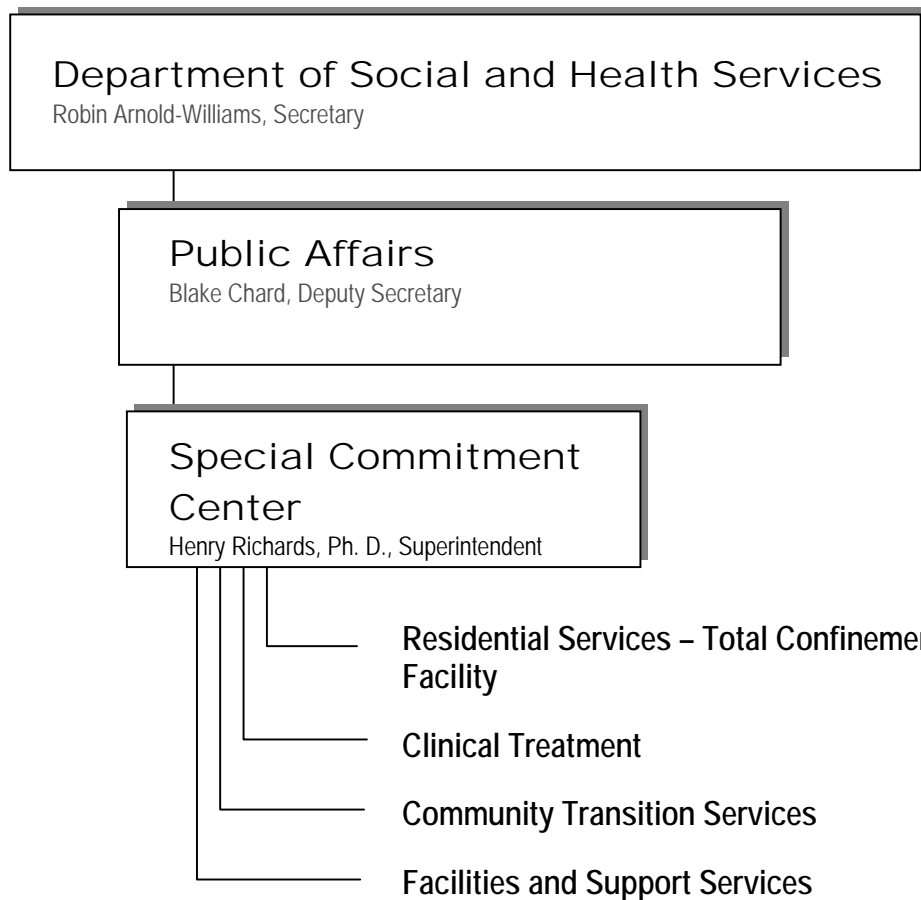 Department of Social and Health Services
Robin Arnold-Williams, Secretary
Public Affairs
Blake Chard, Deputy Secretary
Special Commitment
Center
Henry Richards, Ph. D., Superintendent
Residential Services – Total
Facility
Clinical Treatment
Community Transition Services
Facilities and Support Services